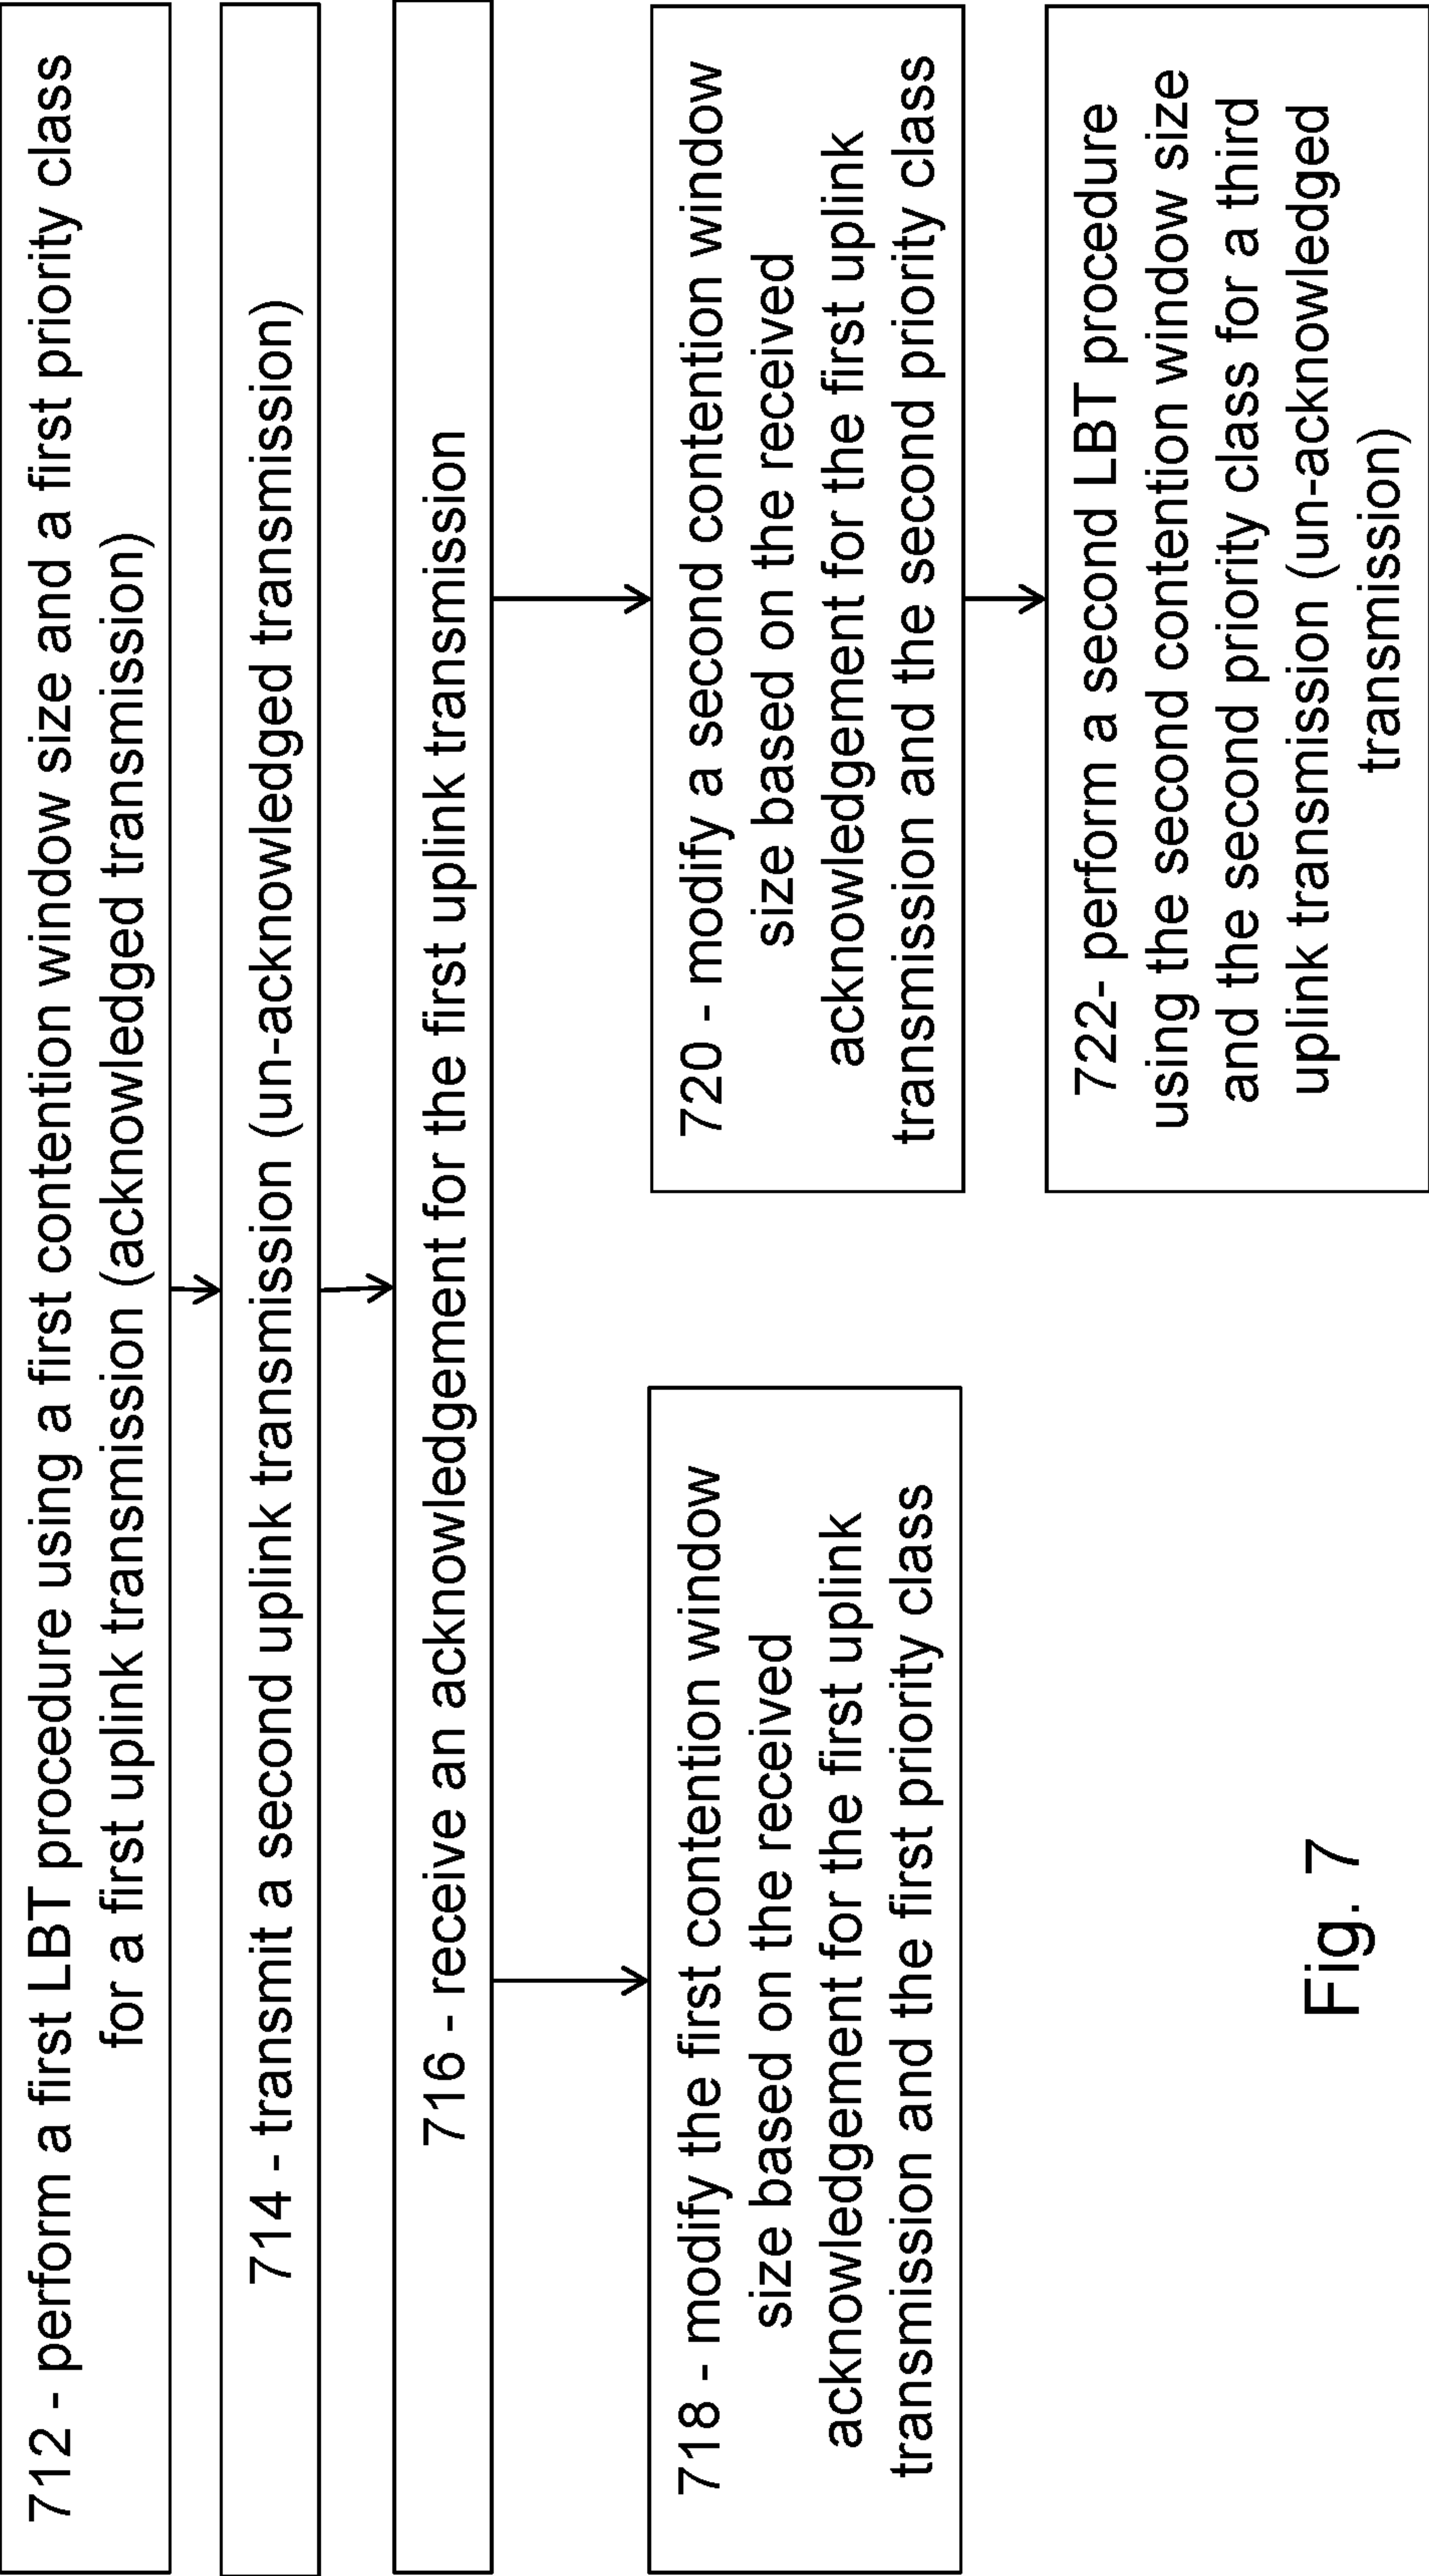 712 - perform a first LBT procedure using a first contention window size and a first priority class
for a first uplink transmission (acknowledged transmission)
714 - transmit a second uplink transmission (un-acknowledged transmission)
716 - receive an acknowledgement for the first uplink transmission
718 - modify the first contention window
size based on the received
acknowledgement for the first uplink
transmission and the first priority class
720 - modify a second contention window
size based on the received
acknowledgement for the first uplink
transmission and the second priority class
722- perform a second LBT procedure
using the second contention window size
and the second priority class for a third
uplink transmission (un-acknowledged
transmission)
Fig. 7